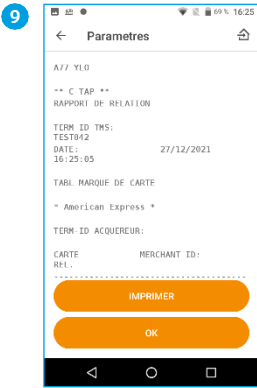 9
69 % 16:25
Parametres
A77 YLO
** C TAP **
RAPPORT DE RELATION
TERM ID TMS:
TEST042
DATE: 27/12/2021
16:25:05
TABL MARQUE DE CARTE
* American Express *
TERM-ID ACQUEREUR:
CARTE MERCHANT ID:
REL.
----------------------------------------
IMPRIMER
OK